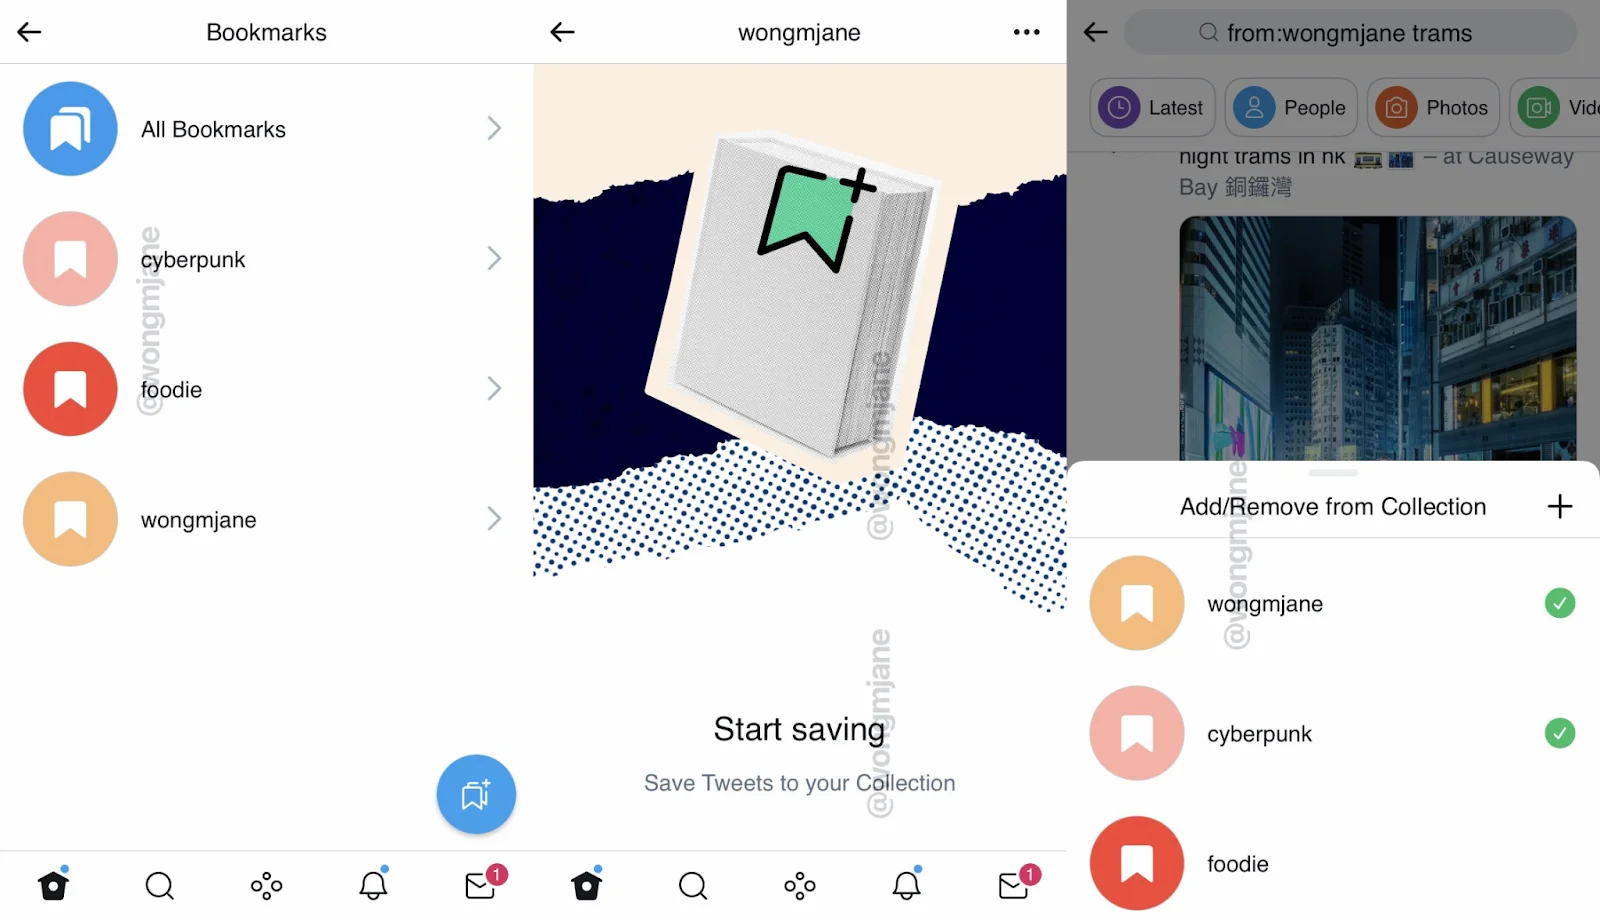 Bookmarks
All Bookmarks
cyberpunk
foodie
wongmjane
@wongmjane
1
wongmjane
Start saving
Save Tweets to your Collection
@wongmjane
@wongmjane
1
from:wongmjane trams
Latest
People
Photos
Vide
night trams in hk – at Causeway
Bay 銅鑼灣
Add/Remove from Collection
wongmjane
cyberpunk
foodie
@wongmjane